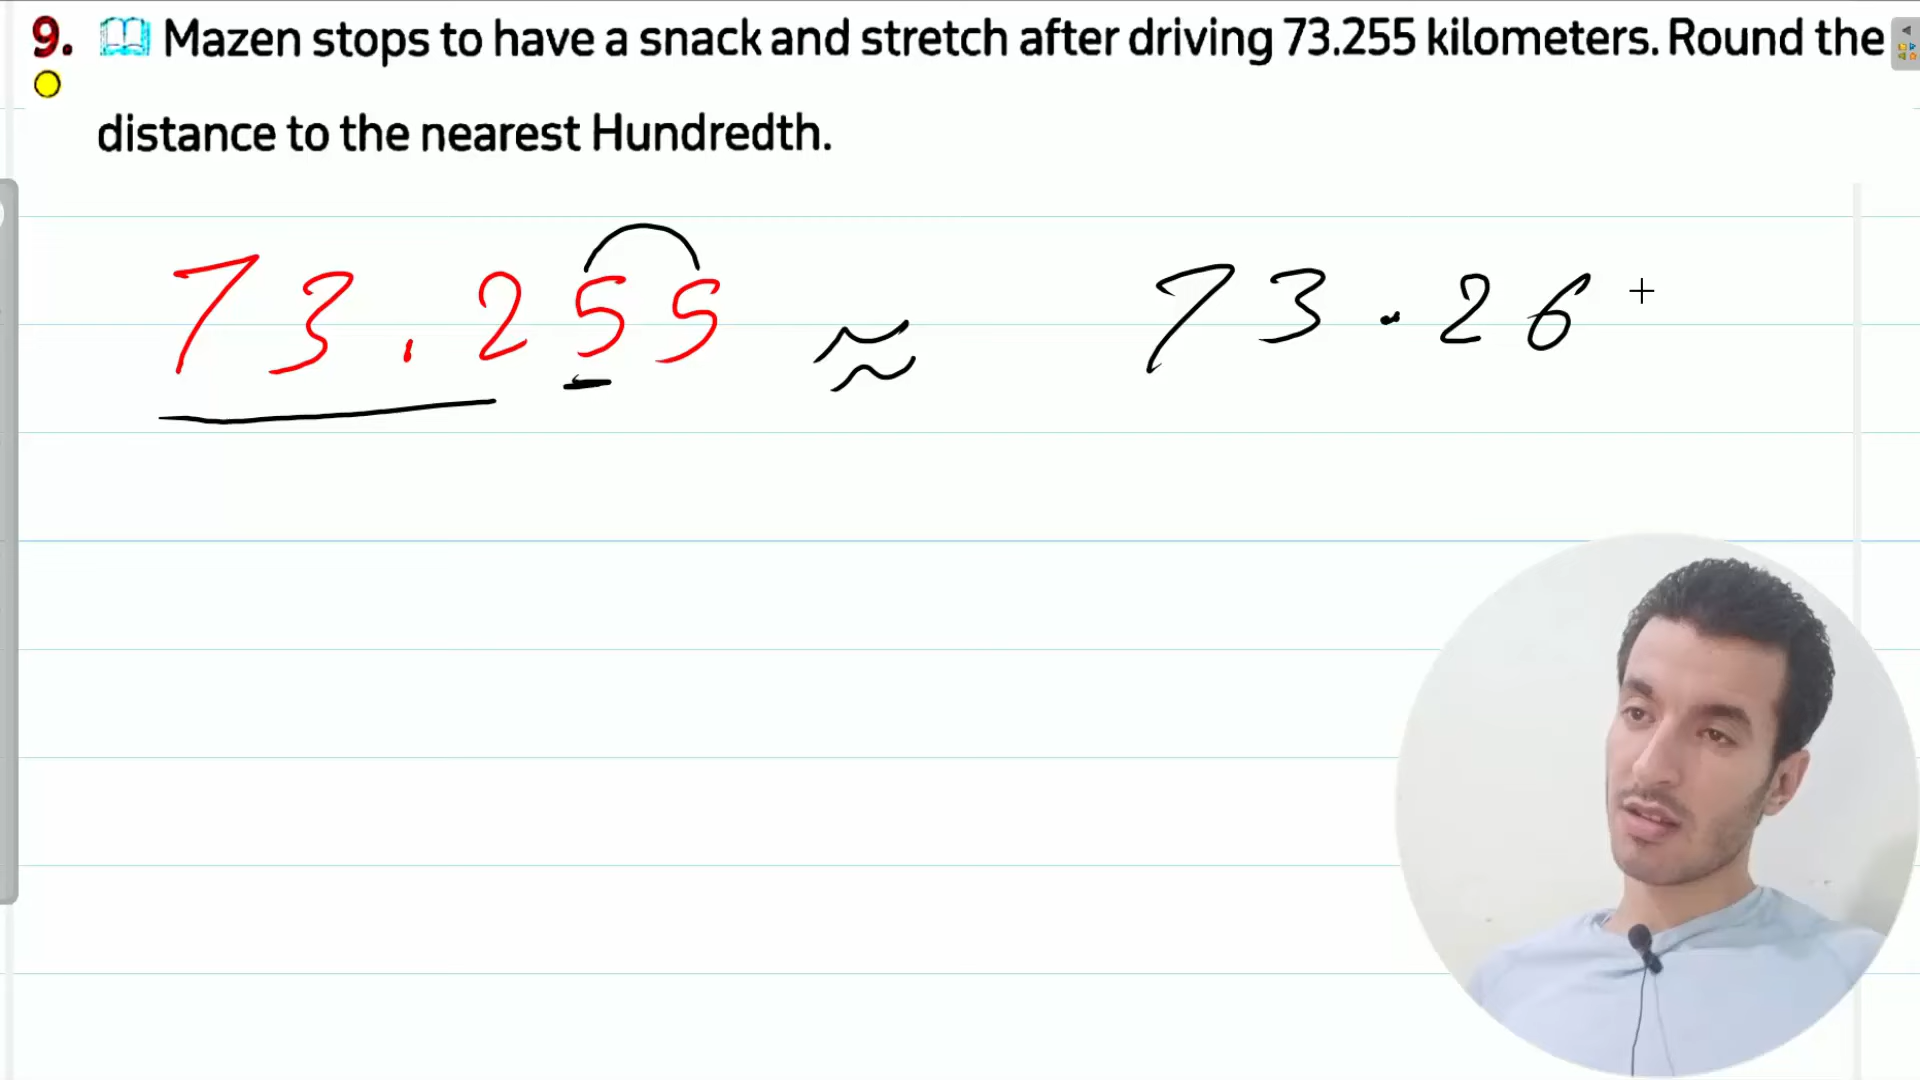 9. Mazen stops to have a snack and stretch after driving 73.255 kilometers. Round the
distance to the nearest Hundredth.
73.255 ≈ 73.26